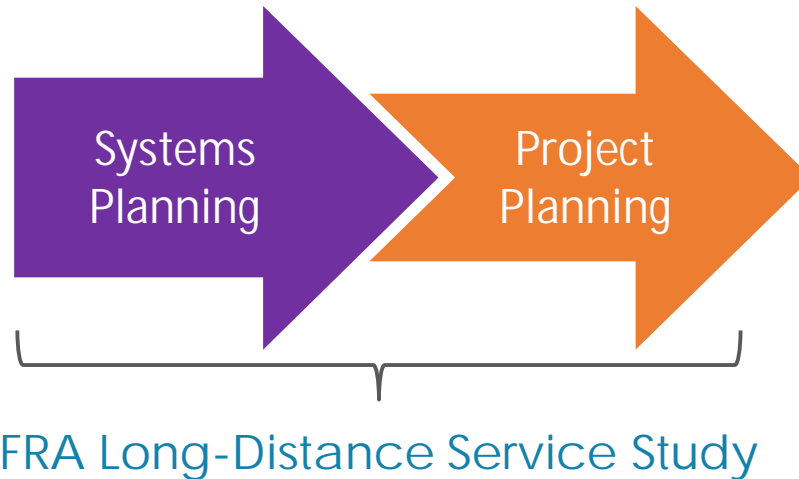 Systems
Planning
Project
Planning
FRA Long-Distance Service Study